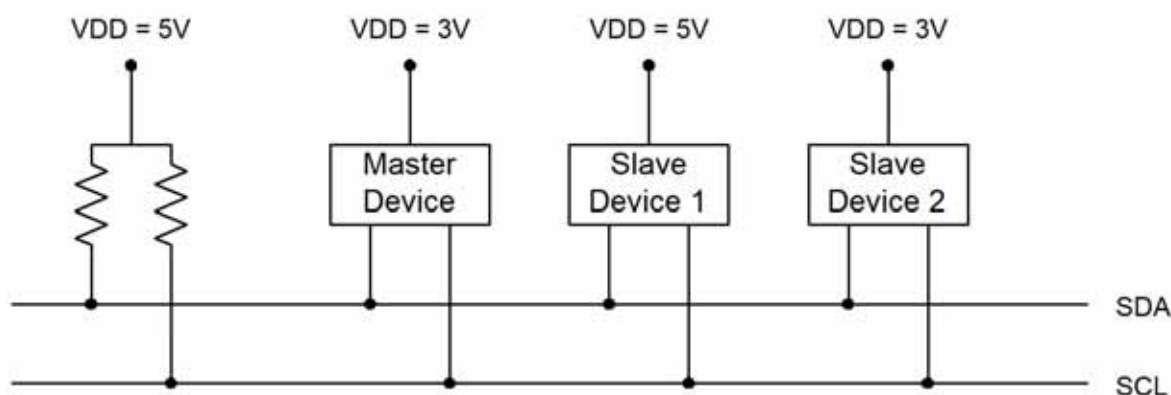 VDD = 5V
VDD = 3V
VDD = 5V
VDD = 3V
Master
Device
Slave
Device 1
Slave
Device 2
SDA
SCL